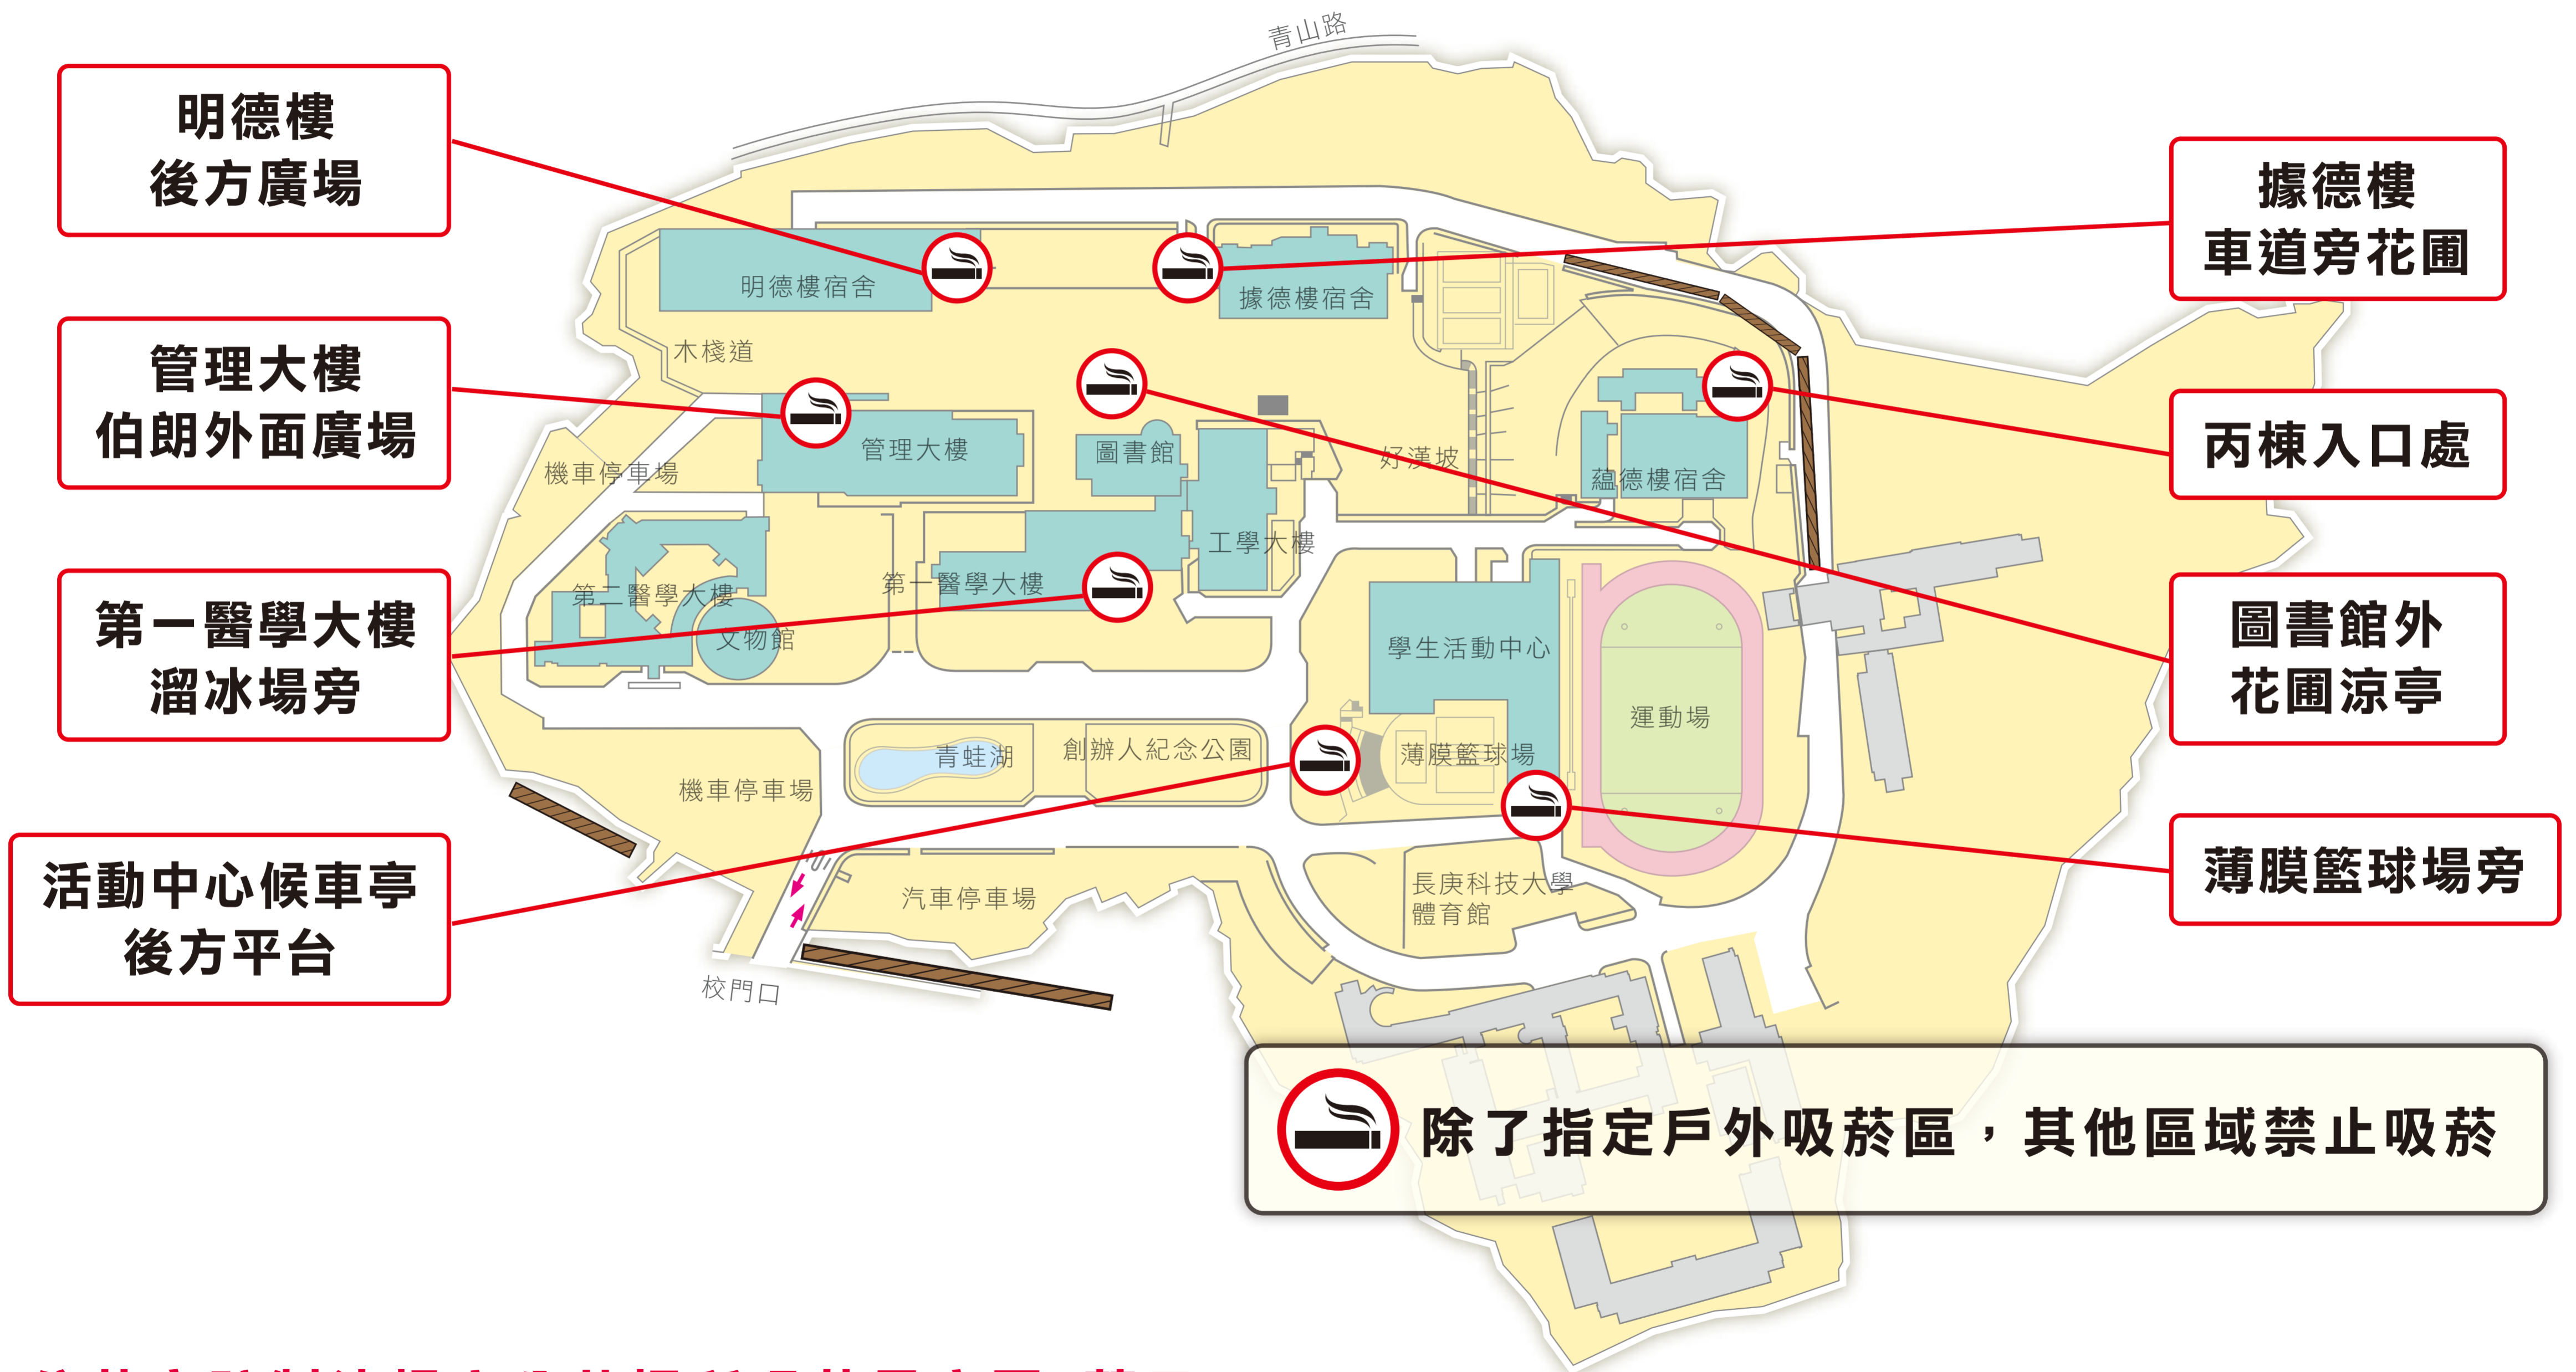 青山路
明德樓
後方廣場
管理大樓
伯朗外面廣場
第一醫學大樓
溜冰場旁
活動中心候車亭
後方平台
據德樓
車道旁花圃
丙棟入口處
圖書館外
花圃涼亭
薄膜籃球場旁
明德樓宿舍
據德樓宿舍
木棧道
管理大樓
圖書館
好漢坡
蘊德樓宿舍
機車停車場
工學大樓
第二醫學大樓
第一醫學大樓
文物館
學生活動中心
運動場
青蛙湖
創辦人紀念公園
薄膜籃球場
機車停車場
汽車停車場
長庚科技大學
體育館
校門口
除了指定戶外吸菸區，其他區域禁止吸菸